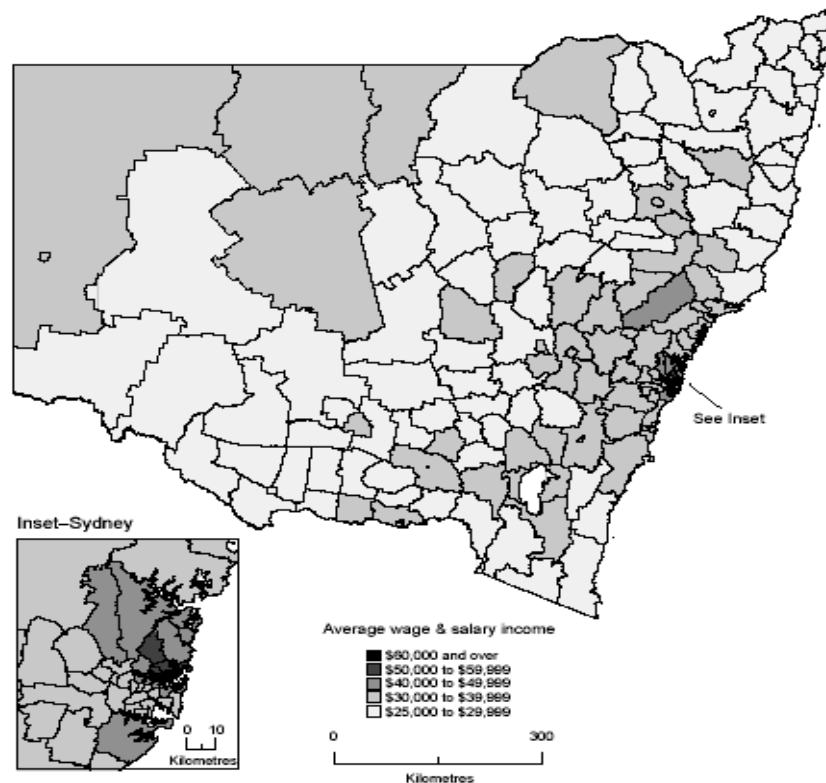 See Inset
Inset–Sydney
0 10
Kilometres
Average wage & salary income
$60,000 and over
$50,000 to $59,999
$40,000 to $49,999
$30,000 to $39,999
$25,000 to $29,999
0 300
Kilometres